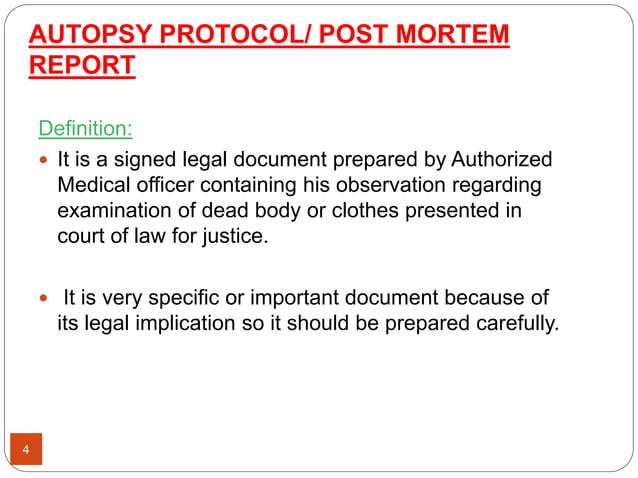 AUTOPSY PROTOCOL/ POST MORTEM
REPORT
Definition:
• It is a signed legal document prepared by Authorized
Medical officer containing his observation regarding
examination of dead body or clothes presented in
court of law for justice.
• It is very specific or important document because of
its legal implication so it should be prepared carefully.
4